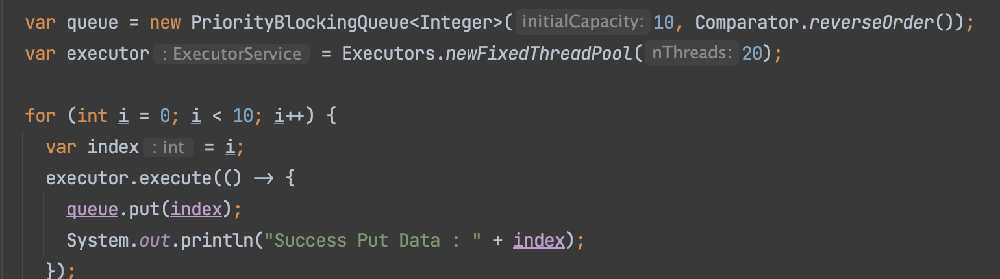 var queue = new PriorityBlockingQueue<Integer>( initialCapacity: 10, Comparator.reverseOrder());
var executor : ExecutorService = Executors.newFixedThreadPool( nThreads: 20);
for (int i = 0; i < 10; i++) {
var index : int = i;
executor.execute(() -> {
queue.put(index);
System.out.println("Success Put Data : " + index);
});